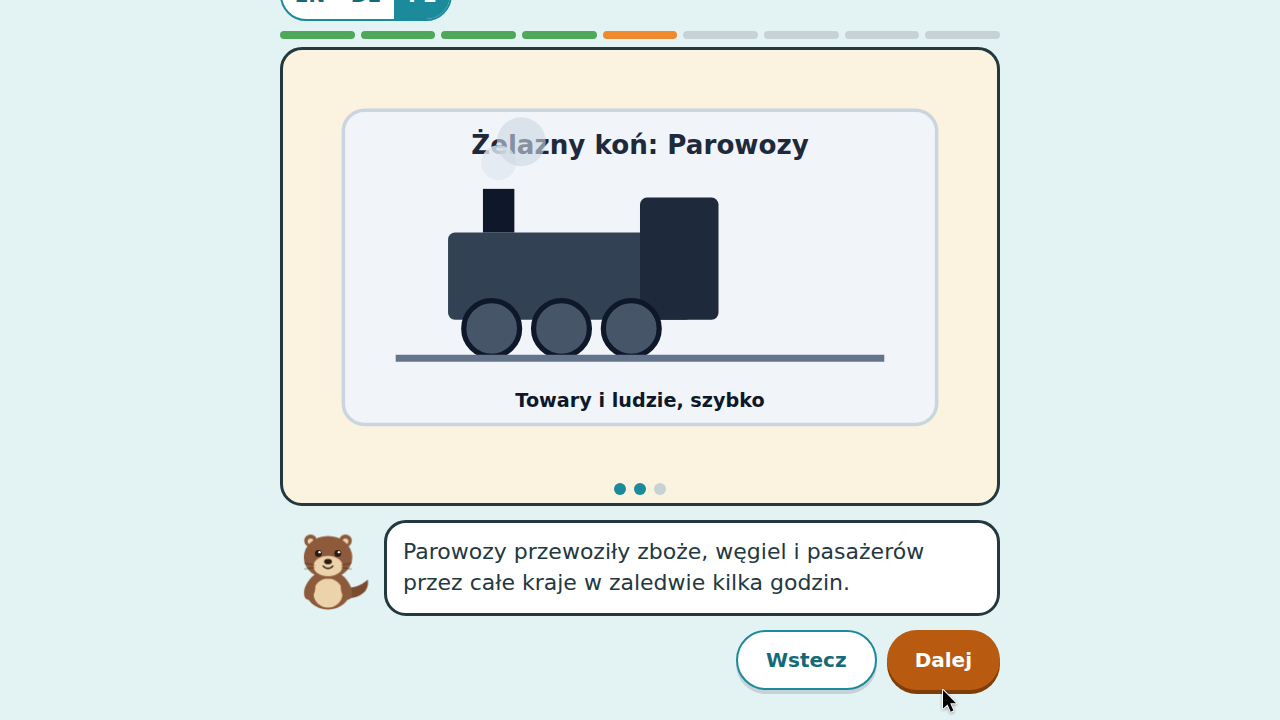 Żelazny koń: Parowozy
Towary i ludzie, szybko
Parowozy przewoziły zboże, węgiel i pasażerów
przez całe kraje w zaledwie kilka godzin.
Wstecz
Dalej